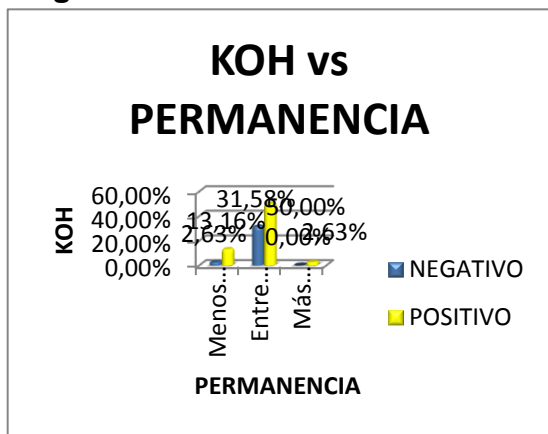 KOH vs
PERMANENCIA
KOH
60,00%
40,00%
20,00%
0,00%
2,63%
13,16%
31,58%
50,00%
0,00%
2,63%
Menos...
Entre...
Más...
PERMANENCIA
NEGATIVO
POSITIVO